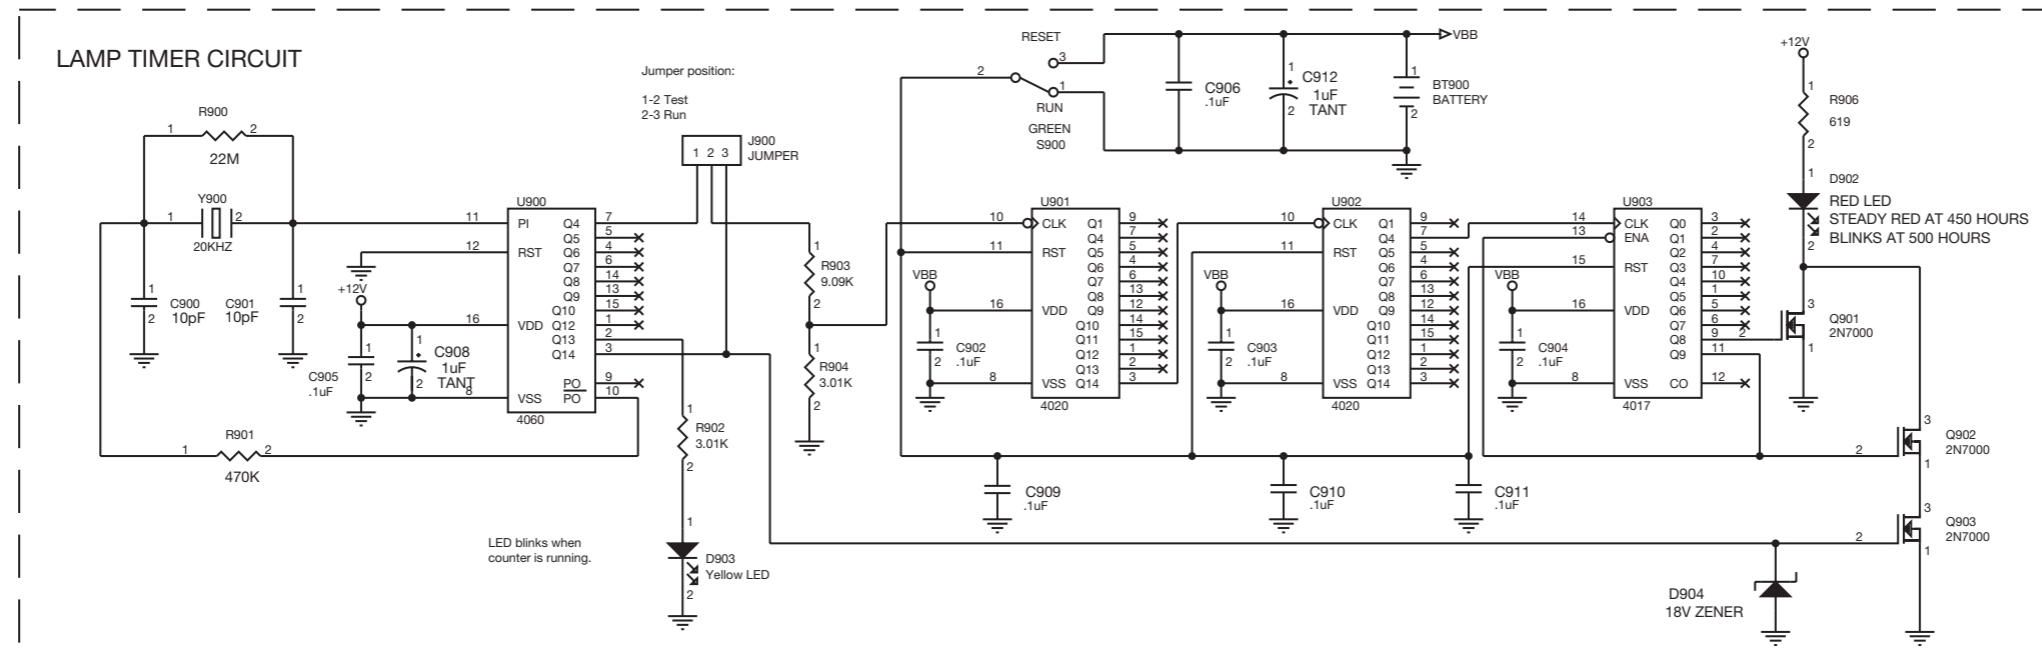 LAMP TIMER CIRCUIT
R900
1 2
22M
Y900
1 2
20KHZ
1
C900
10pF
2
C901
10pF
1
2
R901
1 2
470K
+12V
1
C905
.1uF
2
1
C908
1uF
TANT
2
U900
11 PI Q4 7
Q5 5
12 RST Q6 4
Q7 6
Q8 14
Q9 13
Q10 15
16 VDD Q12 1
Q13 2
Q14 3
PO 9
8 VSS PO 10
4060
Jumper position:
1-2 Test
2-3 Run
J900
JUMPER
1 2 3
1
R903
9.09K
2
1
R904
3.01K
2
1
R902
3.01K
2
LED blinks when
counter is running.
1
D903
Yellow LED
2
RESET
3
2
1
RUN
GREEN
S900
C906
.1uF
1
C912
1uF
TANT
2
VBB
1
BT900
BATTERY
2
U901
10 CLK Q1 9
Q4 7
11 RST Q5 5
Q6 4
Q7 6
Q8 13
16 VDD Q9 12
Q10 14
Q11 15
Q12 1
Q13 2
8 VSS Q14 3
4020
VBB
1
C902
.1uF
2
U902
10 CLK Q1 9
Q4 7
11 RST Q5 5
Q6 4
Q7 6
Q8 13
16 VDD Q9 12
Q10 14
Q11 15
Q12 1
Q13 2
8 VSS Q14 3
4020
VBB
1
C903
.1uF
2
U903
14 CLK Q0 3
13 ENA Q1 2
Q2 4
15 RST Q3 7
Q4 10
Q5 1
16 VDD Q6 5
Q7 6
Q8 9
Q9 11
8 VSS CO 12
4017
VBB
1
C904
.1uF
2
C909
.1uF
C910
.1uF
C911
.1uF
+12V
1
R906
619
2
1
D902
RED LED
STEADY RED AT 450 HOURS
BLINKS AT 500 HOURS
2
3
Q901
2N7000
2
1
3
Q902
2N7000
2
1
3
Q903
2N7000
2
1
D904
18V ZENER